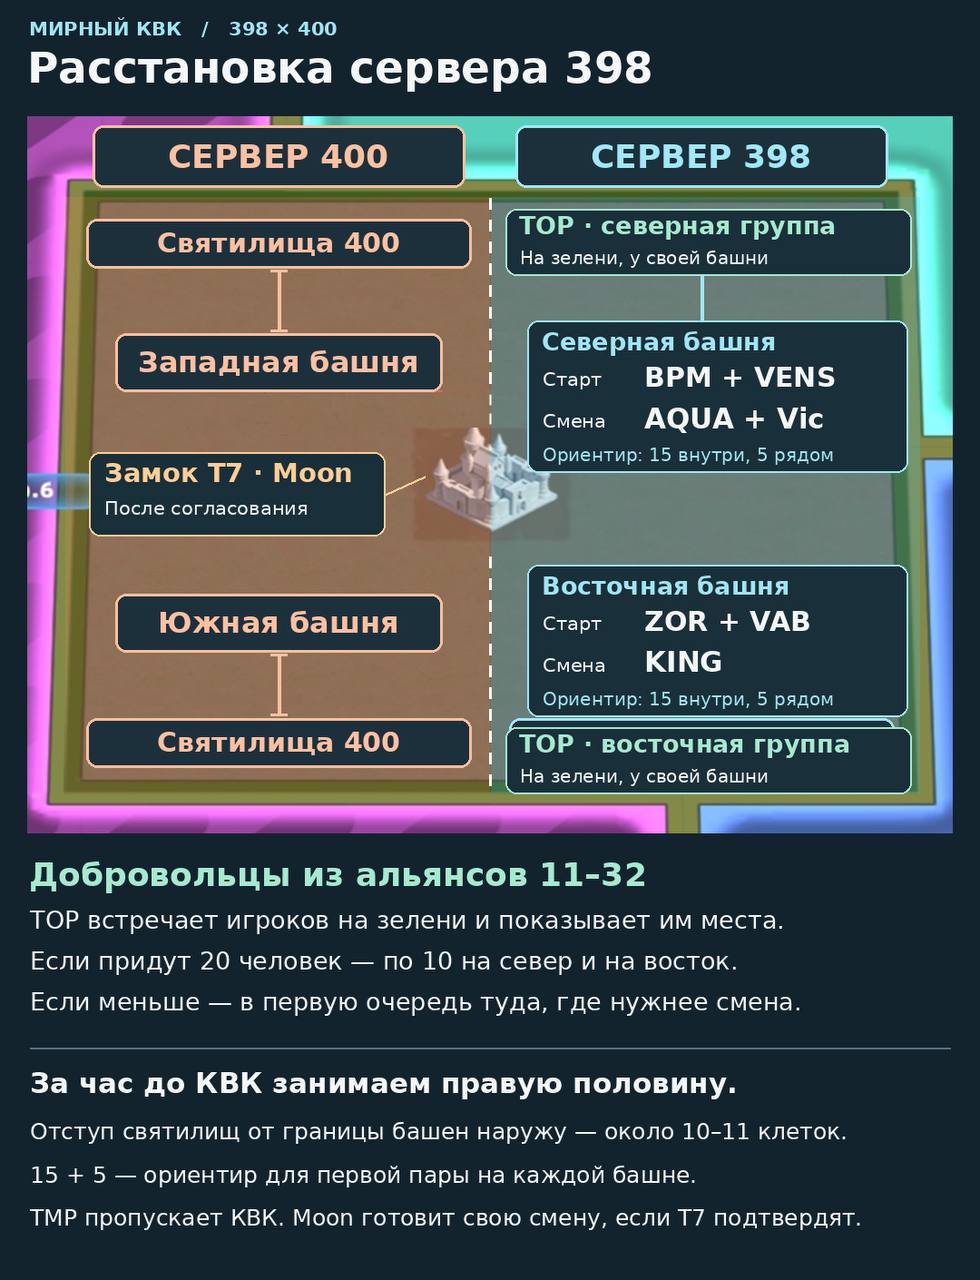 МИРНЫЙ КВК / 398 × 400
Расстановка сервера 398
СЕРВЕР 400
СЕРВЕР 398
Святилища 400
TOP · северная группа
На зелени, у своей башни
Западная башня
Северная башня
Старт BPM + VENS
Смена AQUA + Vic
Ориентир: 15 внутри, 5 рядом
Замок Т7 · Moon
После согласования
.6
Южная башня
Восточная башня
Старт ZOR + VAB
Смена KING
Ориентир: 15 внутри, 5 рядом
Святилища 400
TOP · восточная группа
На зелени, у своей башни
Добровольцы из альянсов 11–32
TOP встречает игроков на зелени и показывает им места.
Если придут 20 человек — по 10 на север и на восток.
Если меньше — в первую очередь туда, где нужнее смена.
За час до КВК занимаем правую половину.
Отступ святилищ от границы башен наружу — около 10–11 клеток.
15 + 5 — ориентир для первой пары на каждой башне.
TMP пропускает КВК. Moon готовит свою смену, если Т7 подтвердят.